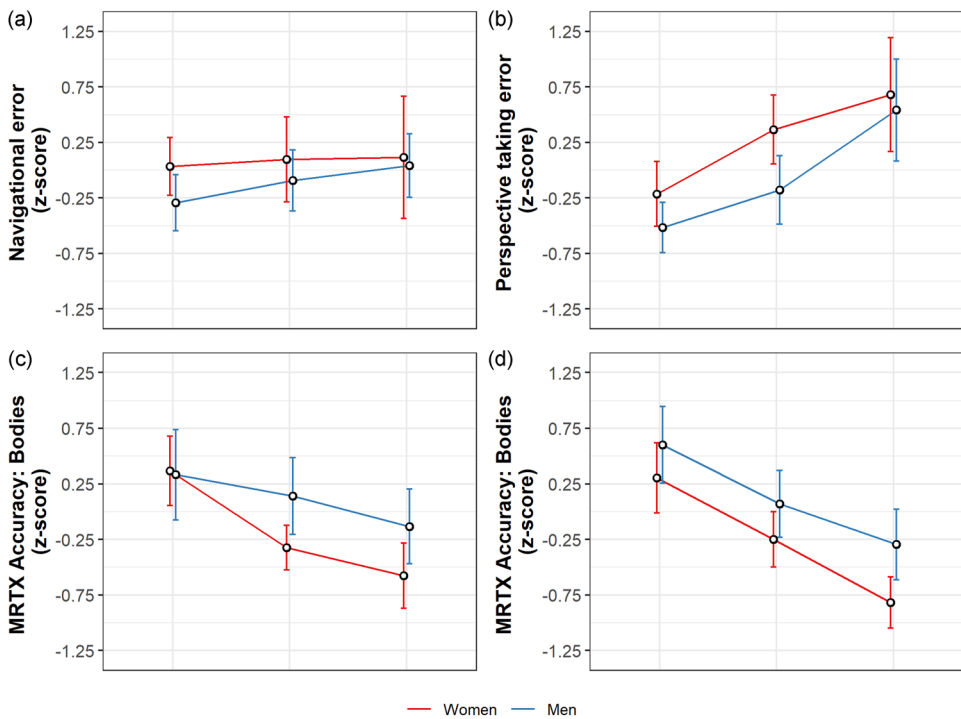 (a)
Navigational error
(z-score)
1.25
0.75
0.25
-0.25
-0.75
-1.25
(b)
Perspective taking error
(z-score)
1.25
0.75
0.25
-0.25
-0.75
-1.25
(c)
MRTX Accuracy: Bodies
(z-score)
1.25
0.75
0.25
-0.25
-0.75
-1.25
(d)
MRTX Accuracy: Bodies
(z-score)
1.25
0.75
0.25
-0.25
-0.75
-1.25
Women Men